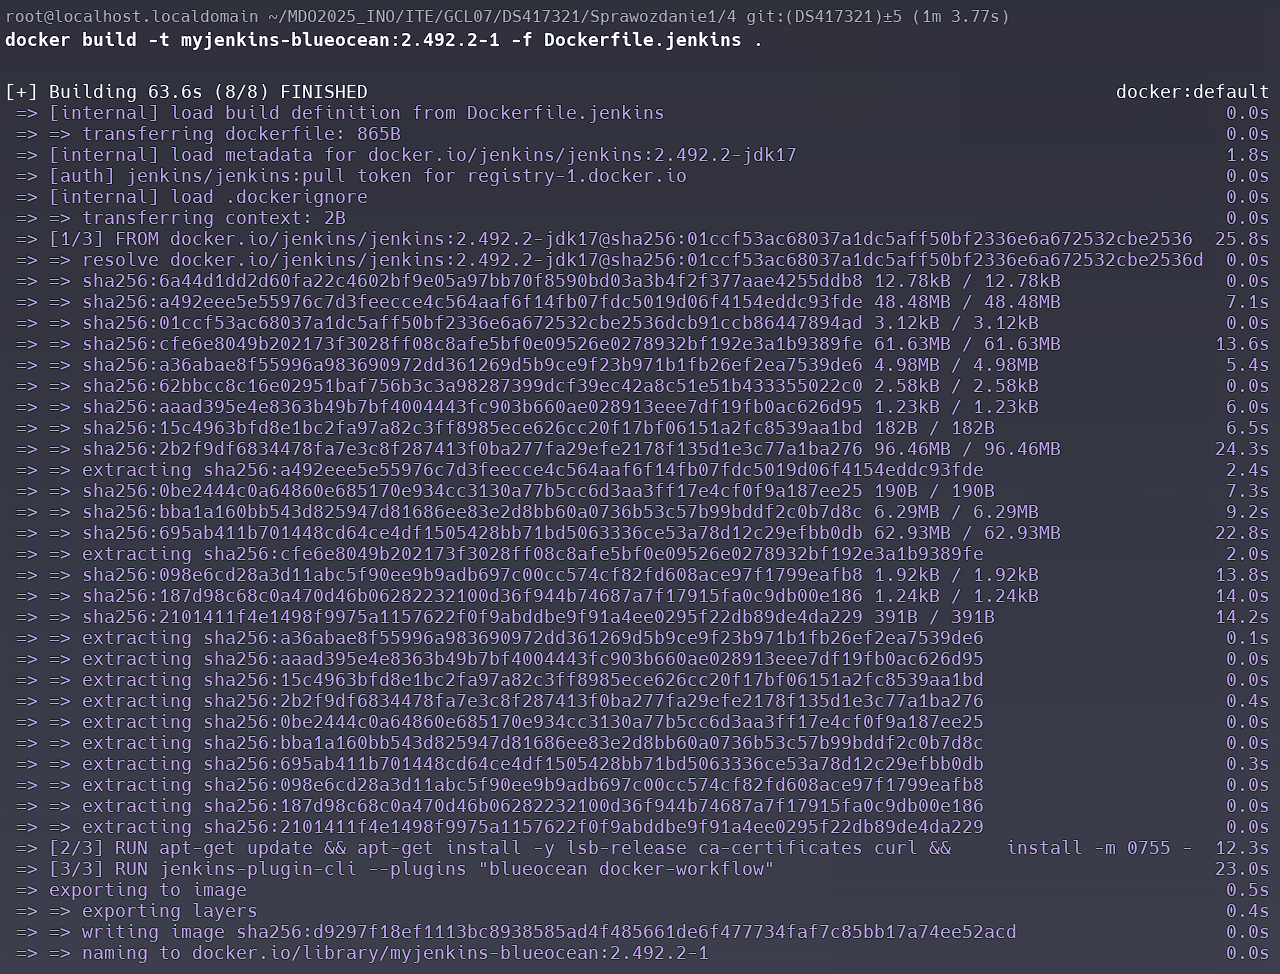 root@localhost.localdomain ~/MDO2025_INO/ITE/GCL07/DS417321/Sprawozdanie1/4 git:(DS417321)±5 (1m 3.77s)
docker build -t myjenkins-blueocean:2.492.2-1 -f Dockerfile.jenkins .
[+] Building 63.6s (8/8) FINISHED docker:default
=> [internal] load build definition from Dockerfile.jenkins 0.0s
=> => transferring dockerfile: 865B 0.0s
=> [internal] load metadata for docker.io/jenkins/jenkins:2.492.2-jdk17 1.8s
=> [auth] jenkins/jenkins:pull token for registry-1.docker.io 0.0s
=> [internal] load .dockerignore 0.0s
=> => transferring context: 2B 0.0s
=> [1/3] FROM docker.io/jenkins/jenkins:2.492.2-jdk17@sha256:01ccf53ac68037a1dc5aff50bf2336e6a672532cbe2536 25.8s
=> => resolve docker.io/jenkins/jenkins:2.492.2-jdk17@sha256:01ccf53ac68037a1dc5aff50bf2336e6a672532cbe2536d 0.0s
=> => sha256:6a44d1dd2d60fa22c4602bf9e05a97bb70f8590bd03a3b4f2f377aae4255ddb8 12.78kB / 12.78kB 0.0s
=> => sha256:a492eee5e55976c7d3feecce4c564aaf6f14fb07fdc5019d06f4154eddc93fde 48.48MB / 48.48MB 7.1s
=> => sha256:01ccf53ac68037a1dc5aff50bf2336e6a672532cbe2536dcb91ccb86447894ad 3.12kB / 3.12kB 0.0s
=> => sha256:cfe6e8049b202173f3028ff08c8afe5bf0e09526e0278932bf192e3a1b9389fe 61.63MB / 61.63MB 13.6s
=> => sha256:a36abae8f55996a983690972dd361269d5b9ce9f23b971b1fb26ef2ea7539de6 4.98MB / 4.98MB 5.4s
=> => sha256:62bbcc8c16e02951baf756b3c3a98287399dcf39ec42a8c51e51b433355022c0 2.58kB / 2.58kB 0.0s
=> => sha256:aaad395e4e8363b49b7bf4004443fc903b660ae028913eee7df19fb0ac626d95 1.23kB / 1.23kB 6.0s
=> => sha256:15c4963bfd8e1bc2fa97a82c3ff8985ece626cc20f17bf06151a2fc8539aa1bd 182B / 182B 6.5s
=> => sha256:2b2f9df6834478fa7e3c8f287413f0ba277fa29efe2178f135d1e3c77a1ba276 96.46MB / 96.46MB 24.3s
=> => extracting sha256:a492eee5e55976c7d3feecce4c564aaf6f14fb07fdc5019d06f4154eddc93fde 2.4s
=> => sha256:0be2444c0a64860e685170e934cc3130a77b5cc6d3aa3ff17e4cf0f9a187ee25 190B / 190B 7.3s
=> => sha256:bba1a160bb543d825947d81686ee83e2d8bb60a0736b53c57b99bddf2c0b7d8c 6.29MB / 6.29MB 9.2s
=> => sha256:695ab411b701448cd64ce4df1505428bb71bd5063336ce53a78d12c29efbb0db 62.93MB / 62.93MB 22.8s
=> => extracting sha256:cfe6e8049b202173f3028ff08c8afe5bf0e09526e0278932bf192e3a1b9389fe 2.0s
=> => sha256:098e6cd28a3d11abc5f90ee9b9adb697c00cc574cf82fd608ace97f1799eafb8 1.92kB / 1.92kB 13.8s
=> => sha256:187d98c68c0a470d46b06282232100d36f944b74687a7f17915fa0c9db00e186 1.24kB / 1.24kB 14.0s
=> => sha256:2101411f4e1498f9975a1157622f0f9abddbe9f91a4ee0295f22db89de4da229 391B / 391B 14.2s
=> => extracting sha256:a36abae8f55996a983690972dd361269d5b9ce9f23b971b1fb26ef2ea7539de6 0.1s
=> => extracting sha256:aaad395e4e8363b49b7bf4004443fc903b660ae028913eee7df19fb0ac626d95 0.0s
=> => extracting sha256:15c4963bfd8e1bc2fa97a82c3ff8985ece626cc20f17bf06151a2fc8539aa1bd 0.0s
=> => extracting sha256:2b2f9df6834478fa7e3c8f287413f0ba277fa29efe2178f135d1e3c77a1ba276 0.4s
=> => extracting sha256:0be2444c0a64860e685170e934cc3130a77b5cc6d3aa3ff17e4cf0f9a187ee25 0.0s
=> => extracting sha256:bba1a160bb543d825947d81686ee83e2d8bb60a0736b53c57b99bddf2c0b7d8c 0.0s
=> => extracting sha256:695ab411b701448cd64ce4df1505428bb71bd5063336ce53a78d12c29efbb0db 0.3s
=> => extracting sha256:098e6cd28a3d11abc5f90ee9b9adb697c00cc574cf82fd608ace97f1799eafb8 0.0s
=> => extracting sha256:187d98c68c0a470d46b06282232100d36f944b74687a7f17915fa0c9db00e186 0.0s
=> => extracting sha256:2101411f4e1498f9975a1157622f0f9abddbe9f91a4ee0295f22db89de4da229 0.0s
=> [2/3] RUN apt-get update && apt-get install -y lsb-release ca-certificates curl &&     install -m 0755 - 12.3s
=> [3/3] RUN jenkins-plugin-cli --plugins "blueocean docker-workflow" 23.0s
=> exporting to image 0.5s
=> => exporting layers 0.4s
=> => writing image sha256:d9297f18ef1113bc8938585ad4f485661de6f477734faf7c85bb17a74ee52acd 0.0s
=> => naming to docker.io/library/myjenkins-blueocean:2.492.2-1 0.0s